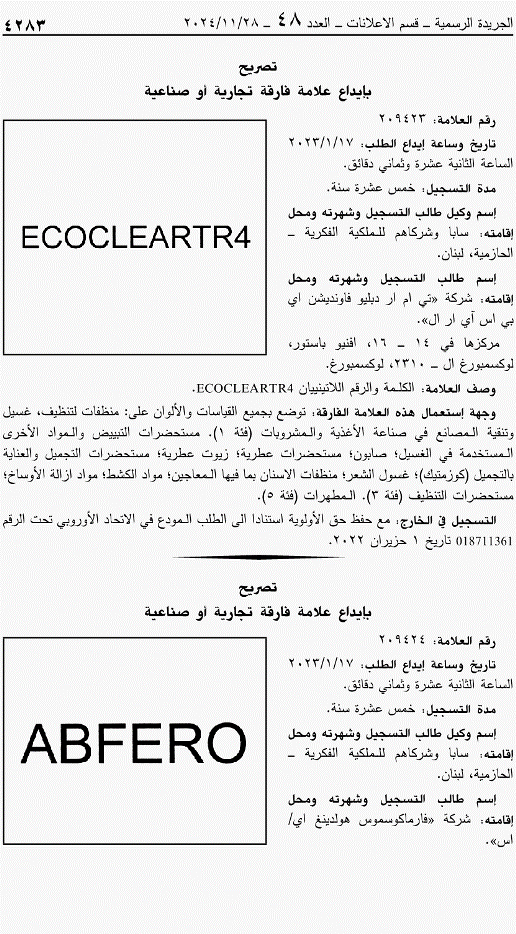 الجريدة الرسمية – قسم الاعلانات – العدد ٤٨ – ٢٠٢٤/١١/٢٨
٤٢٨٣
تصريح
بإيداع علامة فارقة تجارية أو صناعية
رقم العلامة: ٢٠٩٤٢٣
تاريخ وساعة إيداع الطلب: ٢٠٢٣/١/١٧
الساعة الثانية عشرة وثماني دقائق.
مدة التسجيل: خمس عشرة سنة.
إسم وكيل طالب التسجيل وشهرته ومحل
إقامته: سابا وشركاهم للملكية الفكرية –
الحازمية، لبنان.
إسم طالب التسجيل وشهرته ومحل
إقامته: شركة «تي ام ار دبليو فاونديشن اي
بي اس آي ار ال».
مركزها في ١٤ – ١٦، افنيو باستور،
لوكسمبورغ ال – ٢٣١٠، لوكسمبورغ.
ECOCLEARTR4
وصف العلامة: الكلمة والرقم اللاتينييان ECOCLEARTR4.
وجهة إستعمال هذه العلامة الفارقة: توضع بجميع القياسات والألوان على: منظفات لتنظيف، غسيل
وتنقية المصانع في صناعة الأغذية والمشروبات (فئة ١). مستحضرات التبييض والمواد الأخرى
المستخدمة في الغسيل؛ صابون؛ مستحضرات عطرية؛ زيوت عطرية؛ مستحضرات التجميل والعناية
بالتجميل (كوزمتيك)؛ غسول الشعر؛ منظفات الاسنان بما فيها المعاجين؛ مواد الكشط؛ مواد ازالة الأوساخ؛
مستحضرات التنظيف (فئة ٣). المطهرات (فئة ٥).
التسجيل في الخارج: مع حفظ حق الأولوية استنادا الى الطلب المودع في الاتحاد الأوروبي تحت الرقم
018711361 تاريخ ١ حزيران ٢٠٢٢.
تصريح
بإيداع علامة فارقة تجارية أو صناعية
رقم العلامة: ٢٠٩٤٢٤
تاريخ وساعة إيداع الطلب: ٢٠٢٣/١/١٧
الساعة الثانية عشرة وثماني دقائق.
مدة التسجيل: خمس عشرة سنة.
إسم وكيل طالب التسجيل وشهرته ومحل
إقامته: سابا وشركاهم للملكية الفكرية –
الحازمية، لبنان.
إسم طالب التسجيل وشهرته ومحل
إقامته: شركة «فارماكوسموس هولدينغ اي/
اس».
ABFERO